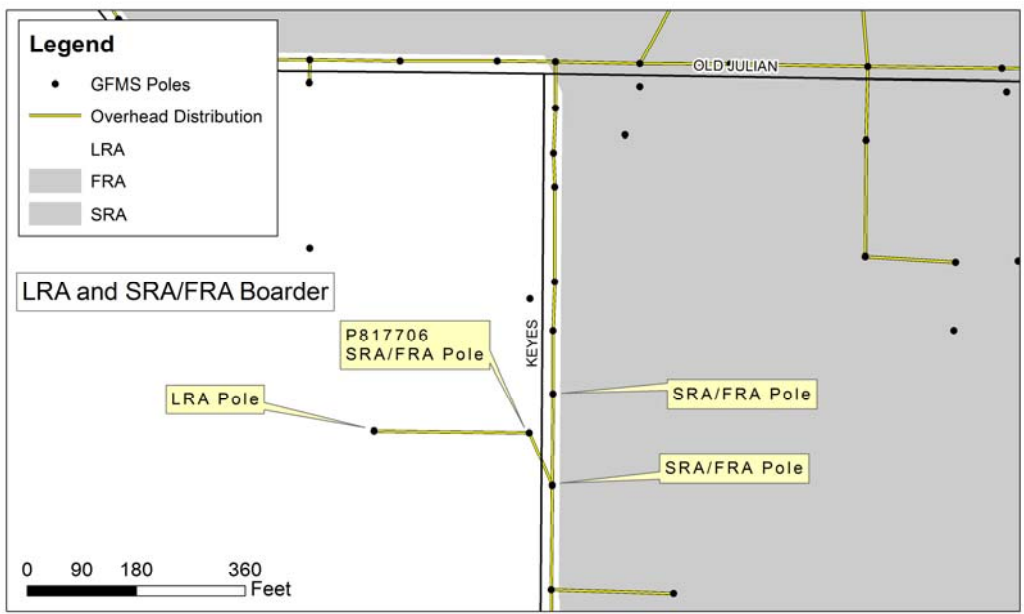 Legend
GFMS Poles
Overhead Distribution
LRA
FRA
SRA
OLD JULIAN
LRA and SRA/FRA Boarder
KEYES
P817706
SRA/FRA Pole
LRA Pole
SRA/FRA Pole
SRA/FRA Pole
0 90 180 360
Feet